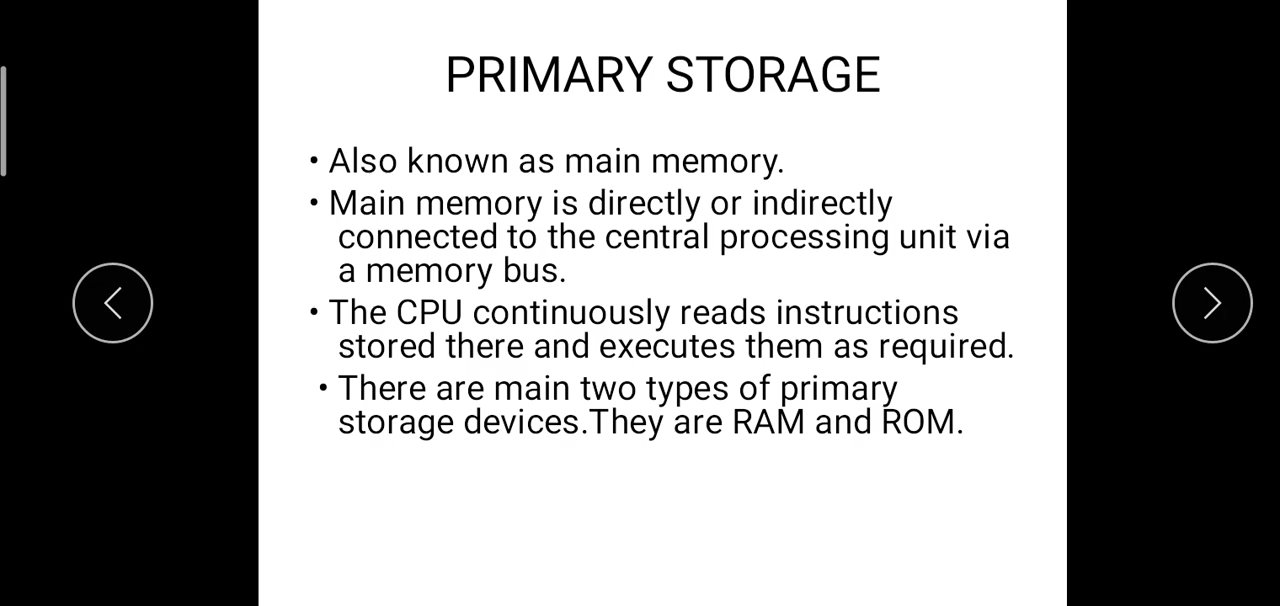 PRIMARY STORAGE
• Also known as main memory.
• Main memory is directly or indirectly
connected to the central processing unit via
a memory bus.
• The CPU continuously reads instructions
stored there and executes them as required.
• There are main two types of primary
storage devices.They are RAM and ROM.